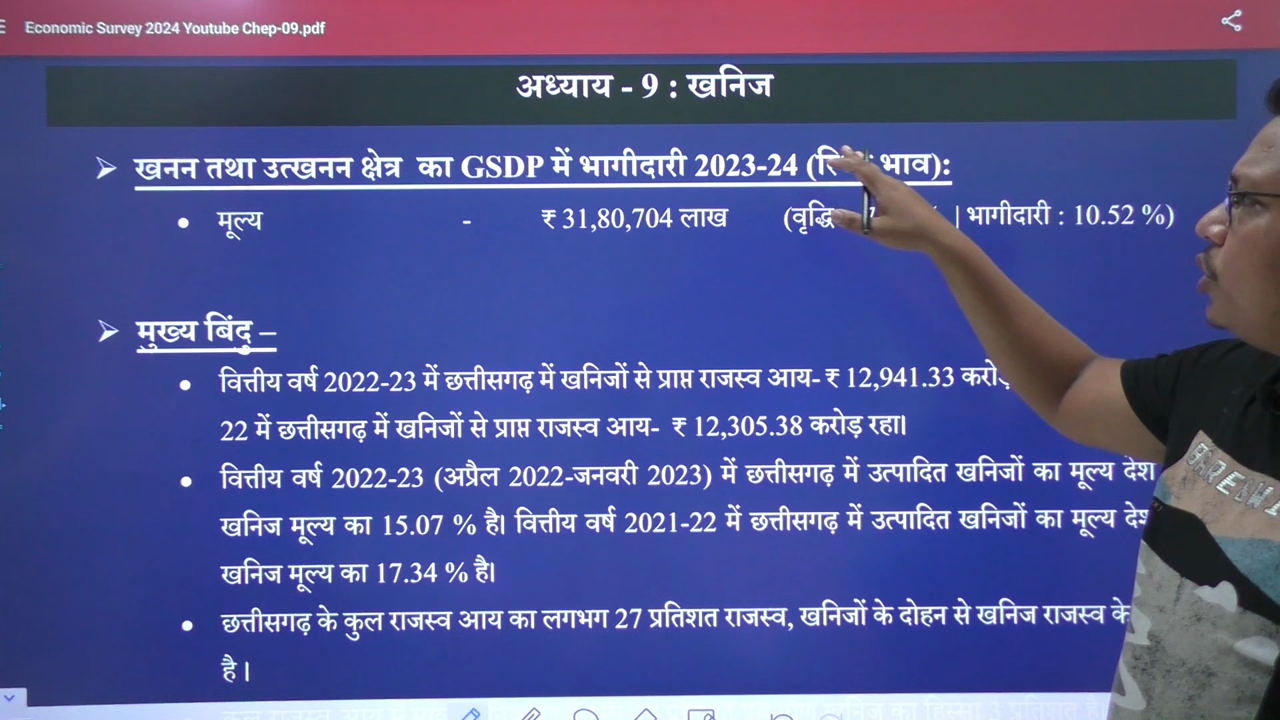 Economic Survey 2024 Youtube Chep-09.pdf
अध्याय - 9 : खनिज
खनन तथा उत्खनन क्षेत्र का GSDP में भागीदारी 2023-24 ( भाव):
मूल्य - ₹ 31,80,704 लाख (वृद्धि | भागीदारी : 10.52 %)
मुख्य बिंदु –
वित्तीय वर्ष 2022-23 में छत्तीसगढ़ में खनिजों से प्राप्त राजस्व आय- ₹ 12,941.33
22 में छत्तीसगढ़ में खनिजों से प्राप्त राजस्व आय- ₹ 12,305.38 करोड़ रहा।
वित्तीय वर्ष 2022-23 (अप्रैल 2022-जनवरी 2023) में छत्तीसगढ़ में उत्पादित खनिजों का मूल्य देश
खनिज मूल्य का 15.07 % है। वित्तीय वर्ष 2021-22 में छत्तीसगढ़ में उत्पादित खनिजों का मूल्य
खनिज मूल्य का 17.34 % है।
छत्तीसगढ़ के कुल राजस्व आय का लगभग 27 प्रतिशत राजस्व, खनिजों के दोहन से खनिज राजस्व के
है ।